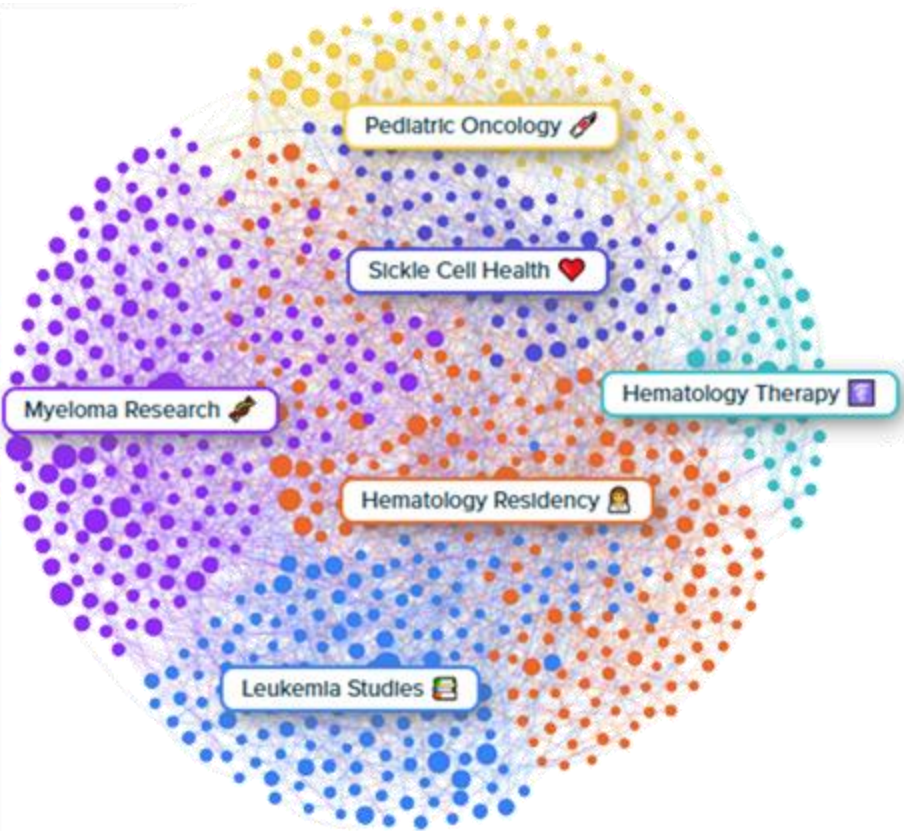 Pediatric Oncology
Sickle Cell Health
Hematology Therapy
Myeloma Research
Hematology Residency
Leukemia Studies